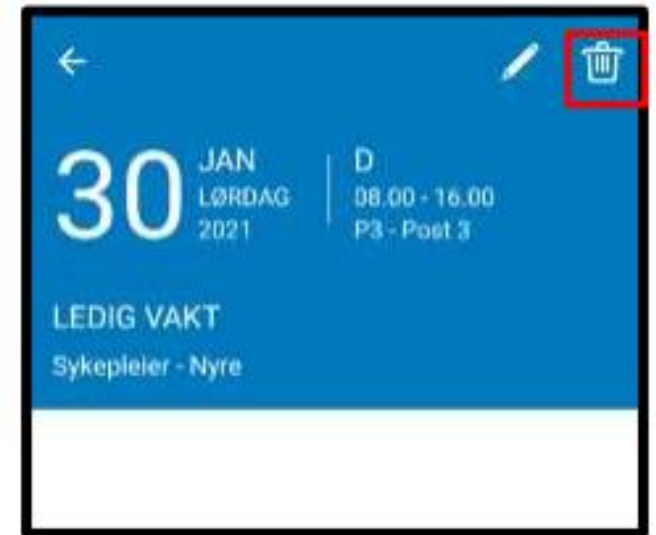 30
JAN
LØRDAG
2021
D
08.00 - 16.00
P3 - Post 3
LEDIG VAKT
Sykepleier - Nyre